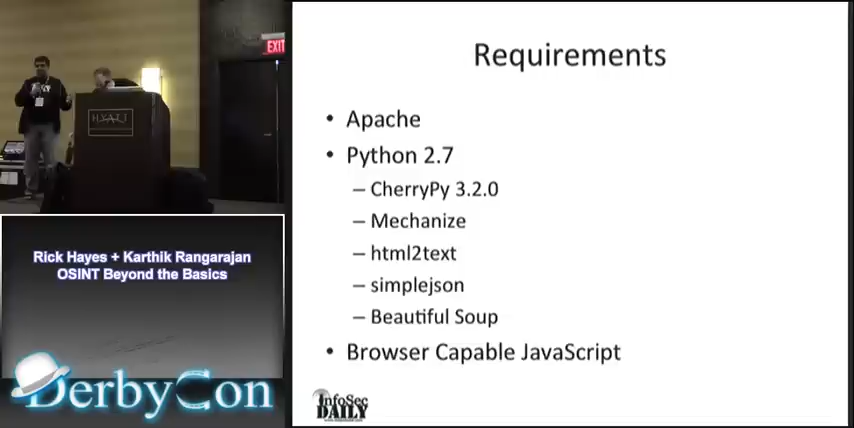 EXIT
HYATT
Rick Hayes + Karthik Rangarajan
OSINT Beyond the Basics
DerbyCon
Requirements
• Apache
• Python 2.7
– CherryPy 3.2.0
– Mechanize
– html2text
– simplejson
– Beautiful Soup
• Browser Capable JavaScript
InfoSec
DAILY